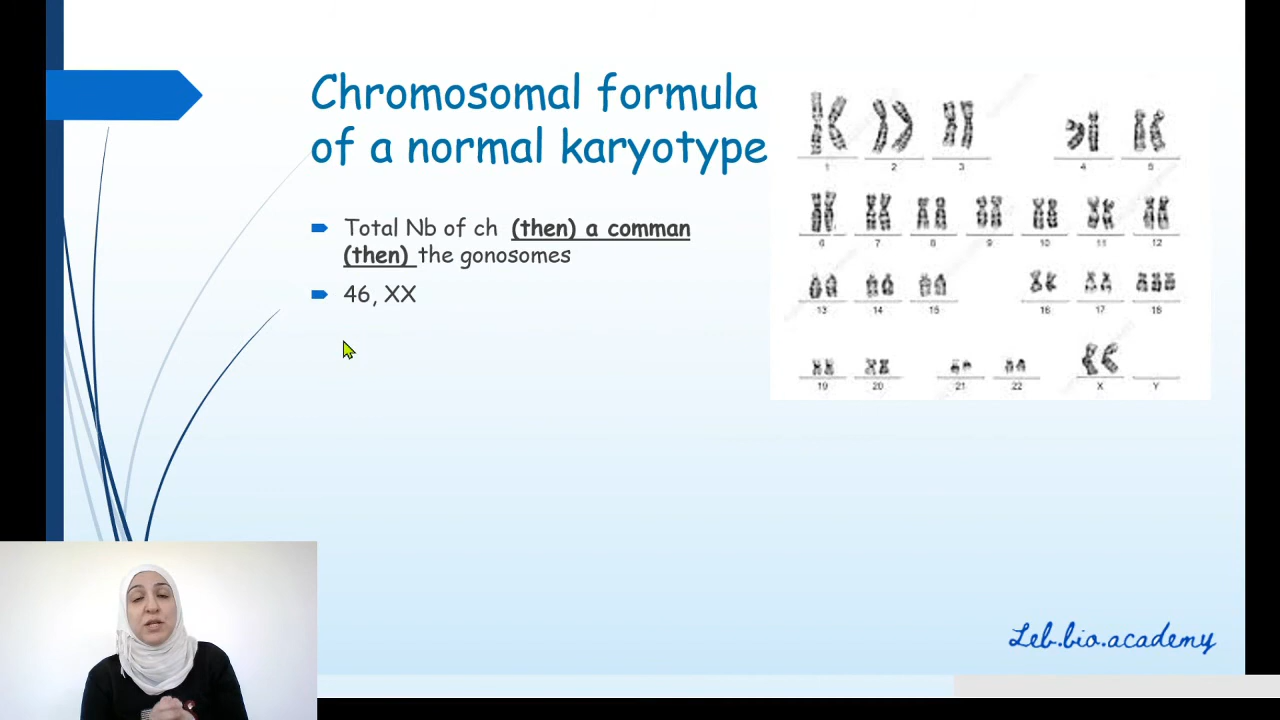 Chromosomal formula
of a normal karyotype
Total Nb of ch (then) a comman
(then) the gonosomes
46, XX
1 2 3 4 5
6 7 8 9 10 11 12
13 14 15 16 17 18
19 20 21 22 X Y
Leb.bio.academy